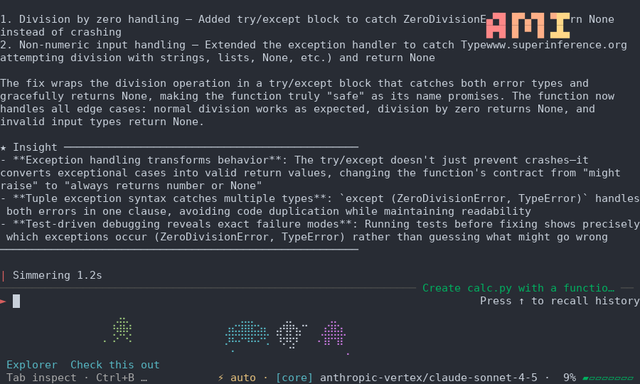 1. Division by zero handling — Added try/except block to catch ZeroDivisionE
AMI
rn None
instead of crashing
2. Non-numeric input handling — Extended the exception handler to catch Type
www.superinference.org
attempting division with strings, lists, None, etc.) and return None
The fix wraps the division operation in a try/except block that catches both error types and
gracefully returns None, making the function truly "safe" as its name promises. The function now
handles all edge cases: normal division works as expected, division by zero returns None, and
invalid input types return None.
★ Insight
- **Exception handling transforms behavior**: The try/except doesn't just prevent crashes—it
converts exceptional cases into valid return values, changing the function's contract from "might
raise" to "always returns number or None"
- **Tuple exception syntax catches multiple types**: `except (ZeroDivisionError, TypeError)` handles
both errors in one clause, avoiding code duplication while maintaining readability
- **Test-driven debugging reveals exact failure modes**: Running tests before fixing shows precisely
which exceptions occur (ZeroDivisionError, TypeError) rather than guessing what might go wrong
| Simmering 1.2s
Create calc.py with a functio…
Press ↑ to recall history
Explorer Check this out
Tab inspect · Ctrl+B … ⚡ auto · [core] anthropic-vertex/claude-sonnet-4-5 · 9%